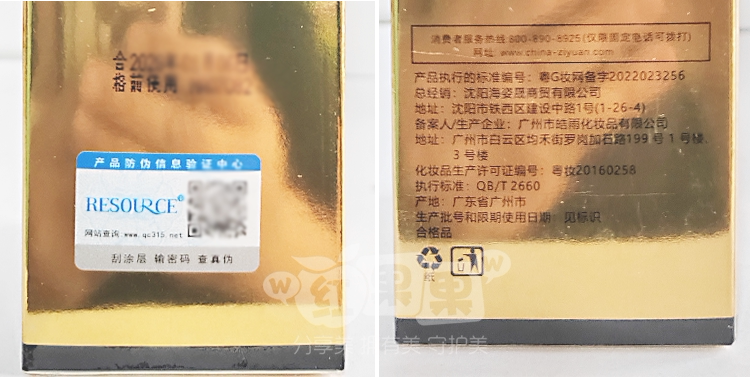 合
格 前使用
产品防伪信息验证中心
RESOURCE
网站查询:www.qc315.net
刮涂层 输密码 查真伪
消费者服务热线:800-890-8925(仅限固定电话可拨打)
网址: www.china-ziyuan.com
产品执行的标准编号: 粤G妆网备字2022023256
总经销: 沈阳海姿晟商贸有限公司
地址: 沈阳市铁西区建设中路1号(1-26-4)
备案人/生产企业: 广州市皓雨化妆品有限公司
地址: 广州市白云区均禾街罗岗加石路199 号 1 号楼、
3 号楼
化妆品生产许可证编号: 粤妆20160258
执行标准: QB/T 2660
产地: 广东省广州市
生产批号和限期使用日期: 见标识
合格品
纸
红果果